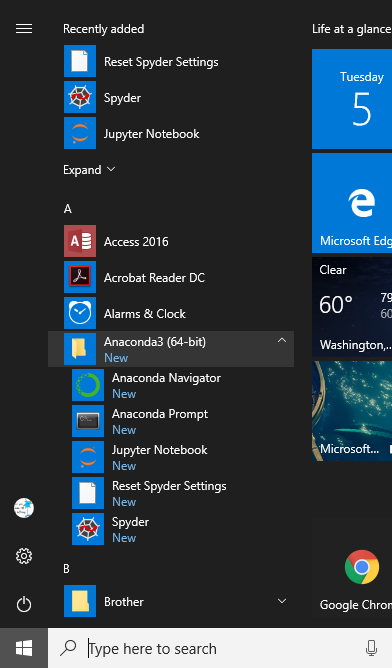 Recently added
Reset Spyder Settings
Spyder
Jupyter Notebook
Expand
A
Access 2016
Acrobat Reader DC
Alarms & Clock
Anaconda3 (64-bit)
New
Anaconda Navigator
New
Anaconda Prompt
New
Jupyter Notebook
New
Reset Spyder Settings
New
Spyder
New
B
Brother
Type here to search
Life at a glance
Tuesday
5
Microsoft Edg
Clear
60° 79
60
Washington,...
Microsoft...
Google Chron